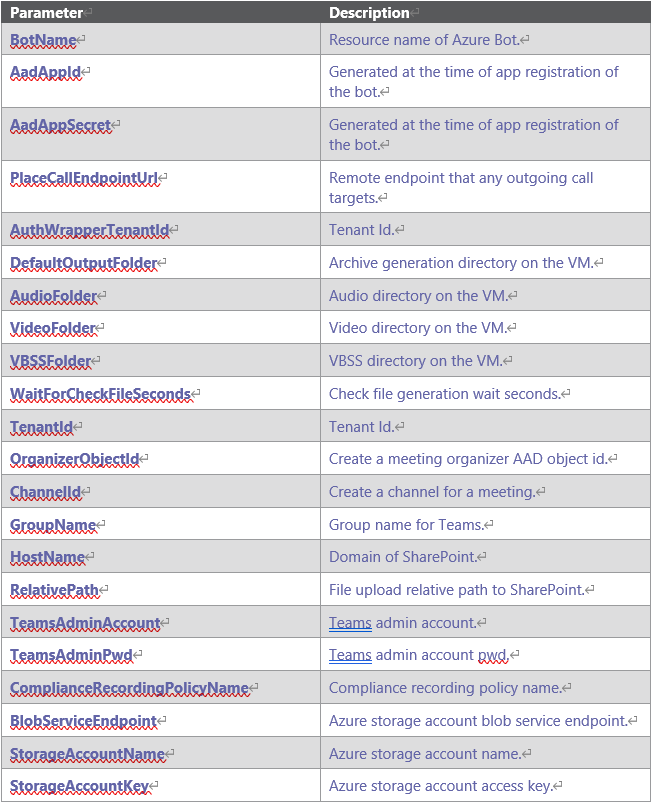 Parameter Description
BotName Resource name of Azure Bot.
AadAppId Generated at the time of app registration of
the bot.
AadAppSecret Generated at the time of app registration of
the bot.
PlaceCallEndpointUrl Remote endpoint that any outgoing call
targets.
AuthWrapperTenantId Tenant Id.
DefaultOutputFolder Archive generation directory on the VM.
AudioFolder Audio directory on the VM.
VideoFolder Video directory on the VM.
VBSSFolder VBSS directory on the VM.
WaitForCheckFileSeconds Check file generation wait seconds.
TenantId Tenant Id.
OrganizerObjectId Create a meeting organizer AAD object id.
ChannelId Create a channel for a meeting.
GroupName Group name for Teams.
HostName Domain of SharePoint.
RelativePath File upload relative path to SharePoint.
TeamsAdminAccount Teams admin account.
TeamsAdminPwd Teams admin account pwd.
ComplianceRecordingPolicyName Compliance recording policy name.
BlobServiceEndpoint Azure storage account blob service endpoint.
StorageAccountName Azure storage account name.
StorageAccountKey Azure storage account access key.